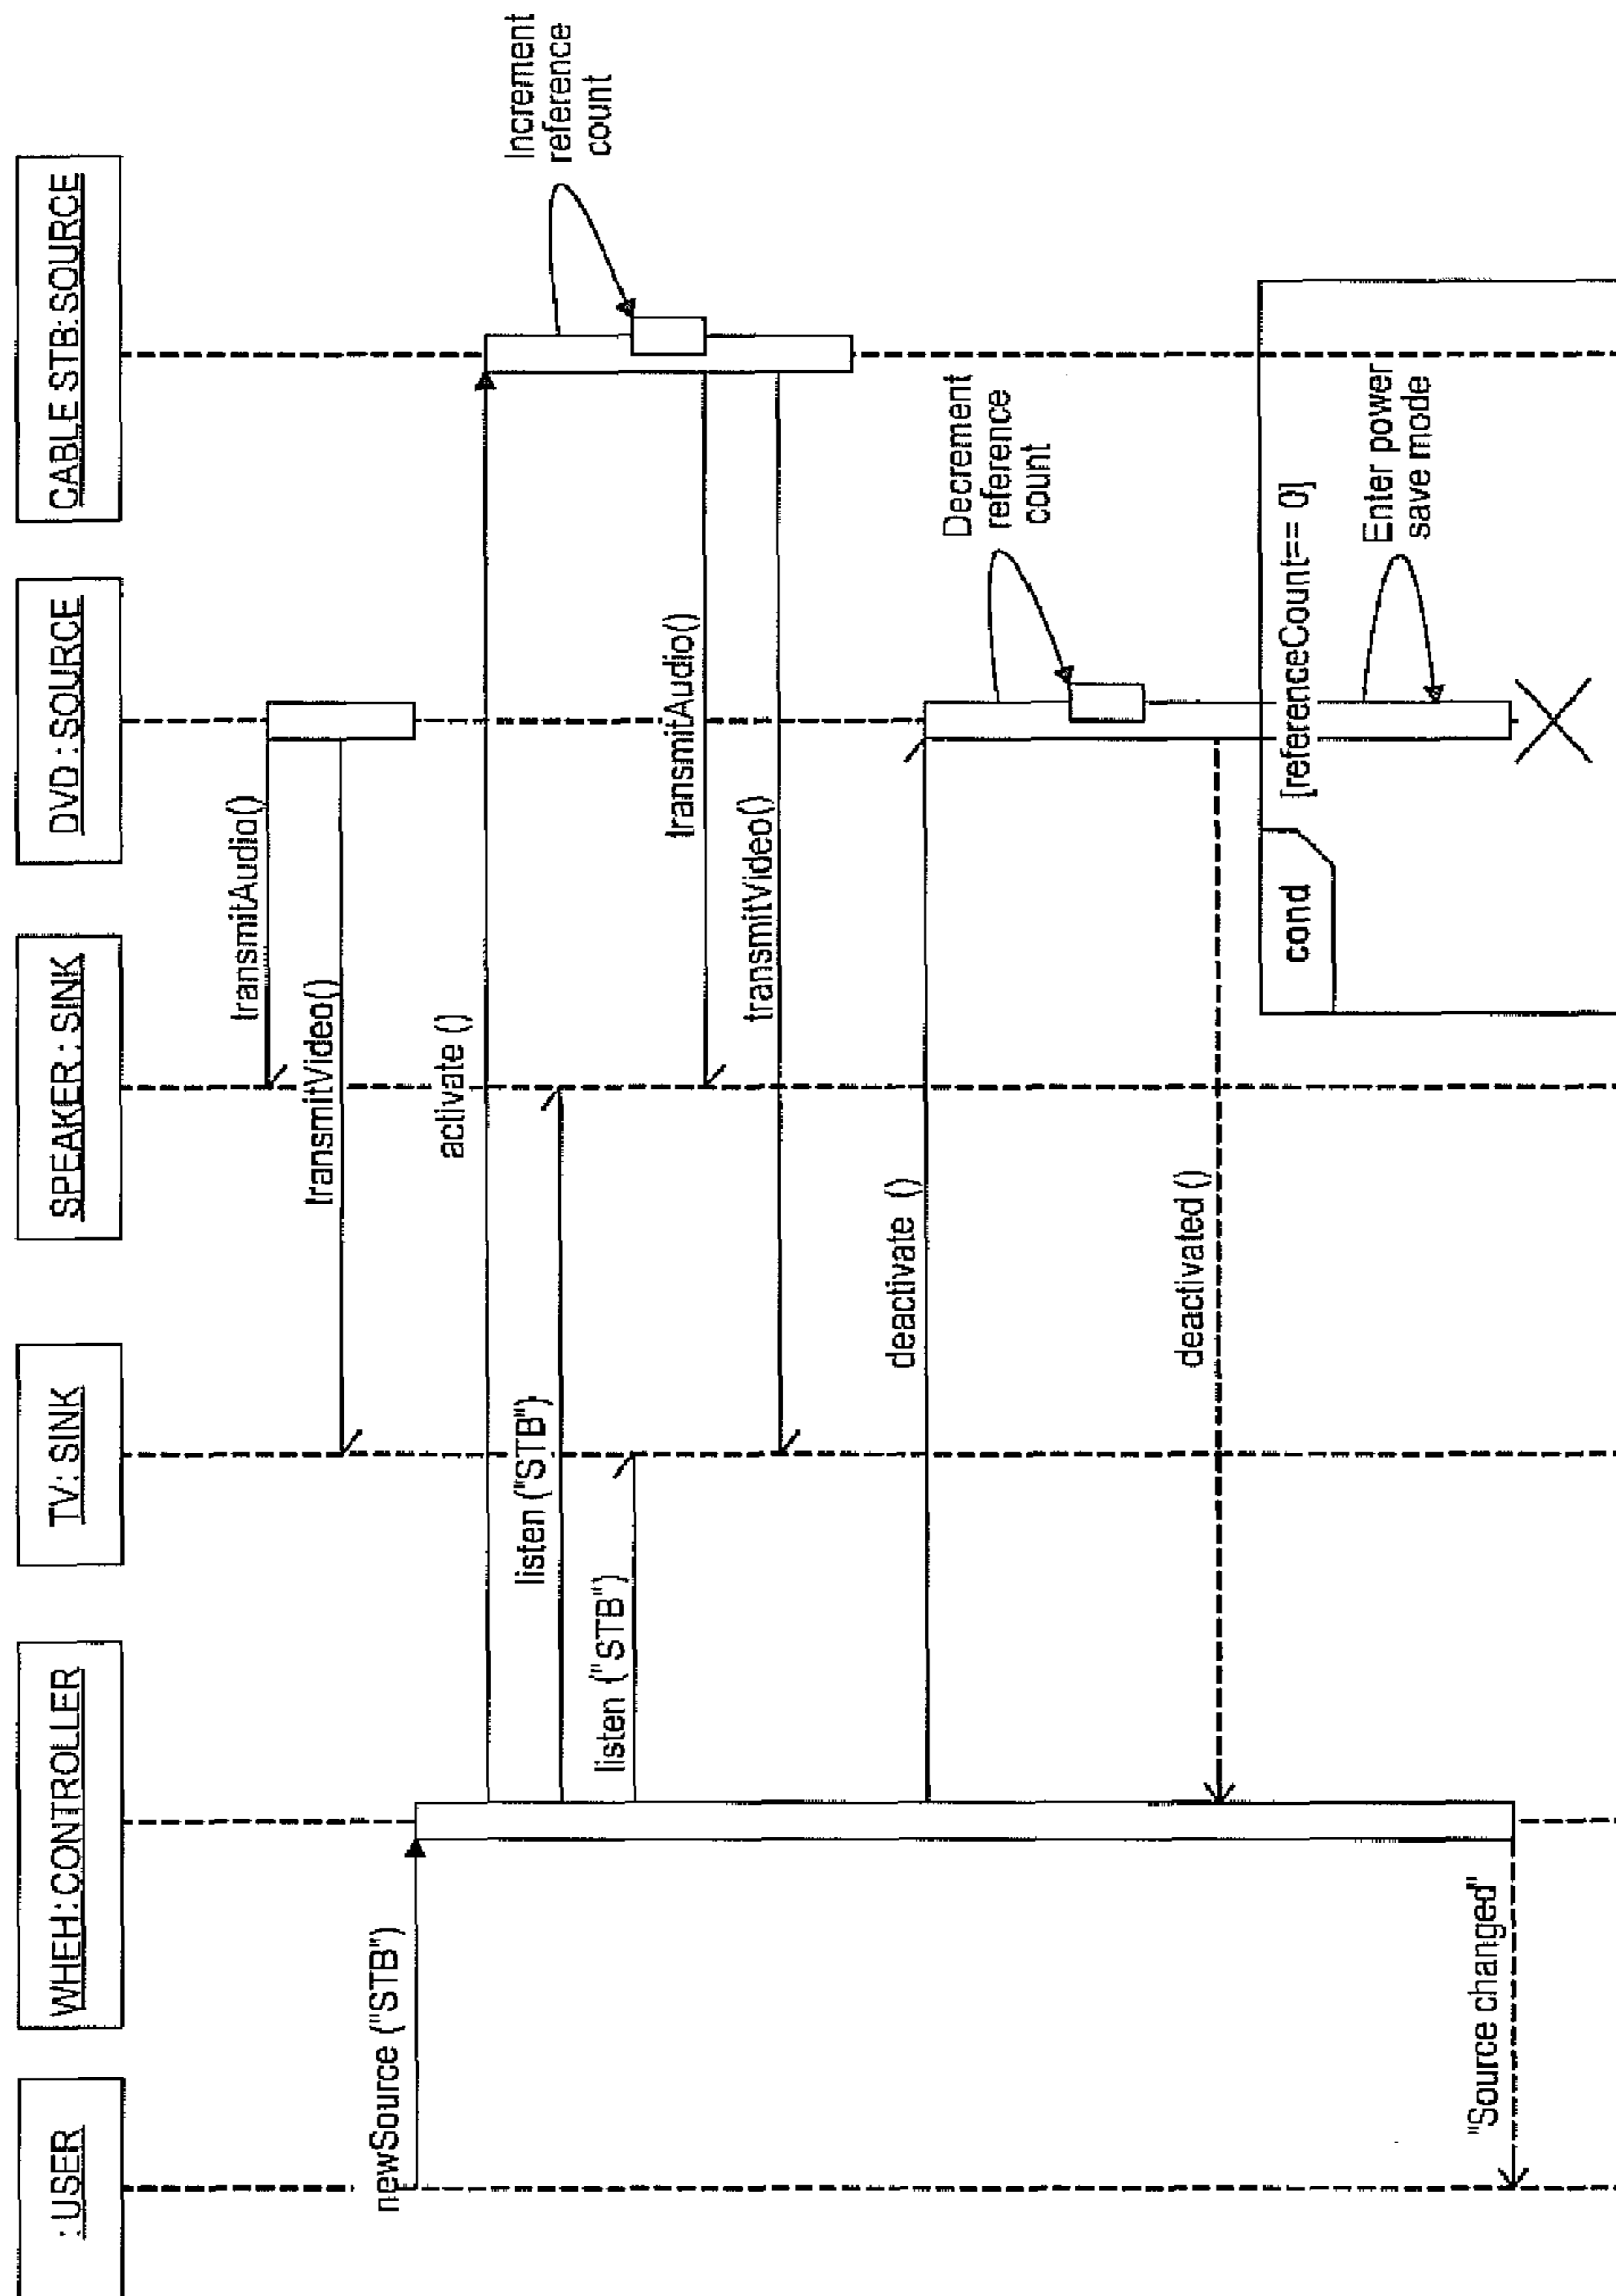 :USER
WHEH:CONTROLLER
TV:SINK
SPEAKER:SINK
DVD:SOURCE
CABLE STB:SOURCE
transmitAudio()
transmitVideo()
newSource ("STB")
activate ()
listen ("STB")
Increment
reference
count
listen ("STB")
transmitAudio()
transmitVideo()
deactivate ()
Decrement
reference
count
deactivated ()
cond
[referenceCount== 0]
Enter power
save mode
"Source changed"